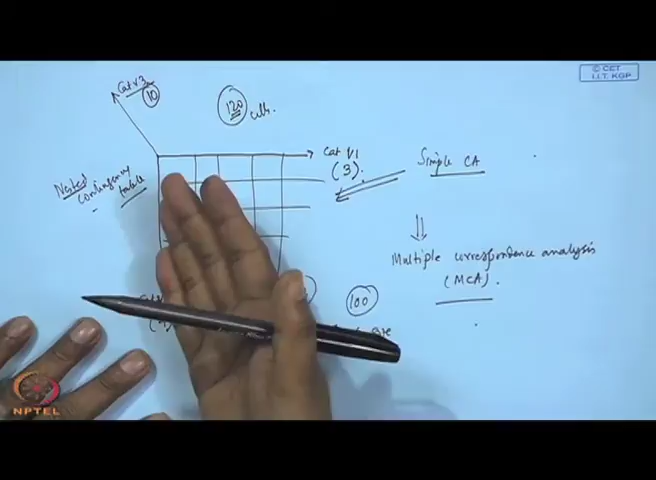 © CET
I.I.T. KGP
Cat v3
10
120 cells.
Cat V1
(3).
Simple CA
Nested
contingency
table
Multiple correspondence analysis
(MCA).
100
NPTEL